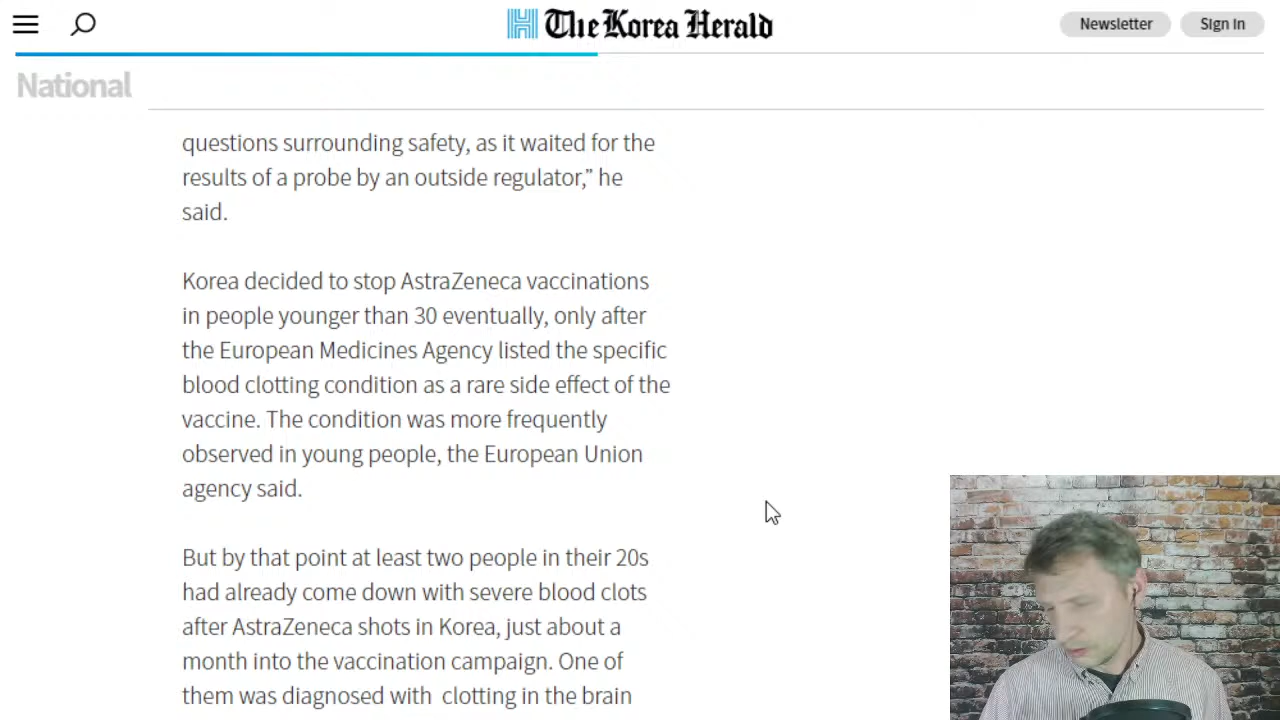 The Korea Herald
Newsletter
Sign In
National
questions surrounding safety, as it waited for the
results of a probe by an outside regulator,” he
said.
Korea decided to stop AstraZeneca vaccinations
in people younger than 30 eventually, only after
the European Medicines Agency listed the specific
blood clotting condition as a rare side effect of the
vaccine. The condition was more frequently
observed in young people, the European Union
agency said.
But by that point at least two people in their 20s
had already come down with severe blood clots
after AstraZeneca shots in Korea, just about a
month into the vaccination campaign. One of
them was diagnosed with clotting in the brain